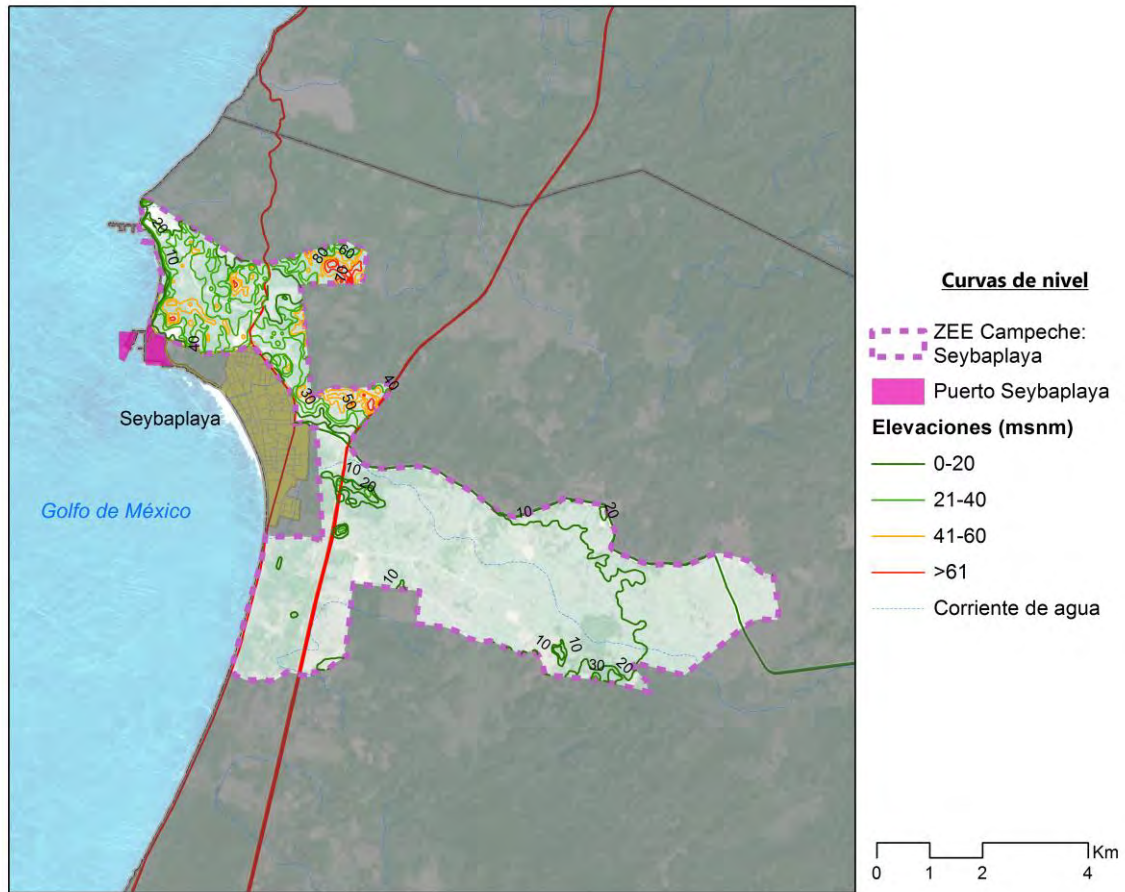 20
10
80
60
70
40
30
50
40
Seybaplaya
10
20
Golfo de México
10
20
10
10
10
30
20
Curvas de nivel
ZEE Campeche:
Seybaplaya
Puerto Seybaplaya
Elevaciones (msnm)
0-20
21-40
41-60
>61
Corriente de agua
Km
0 1 2 4